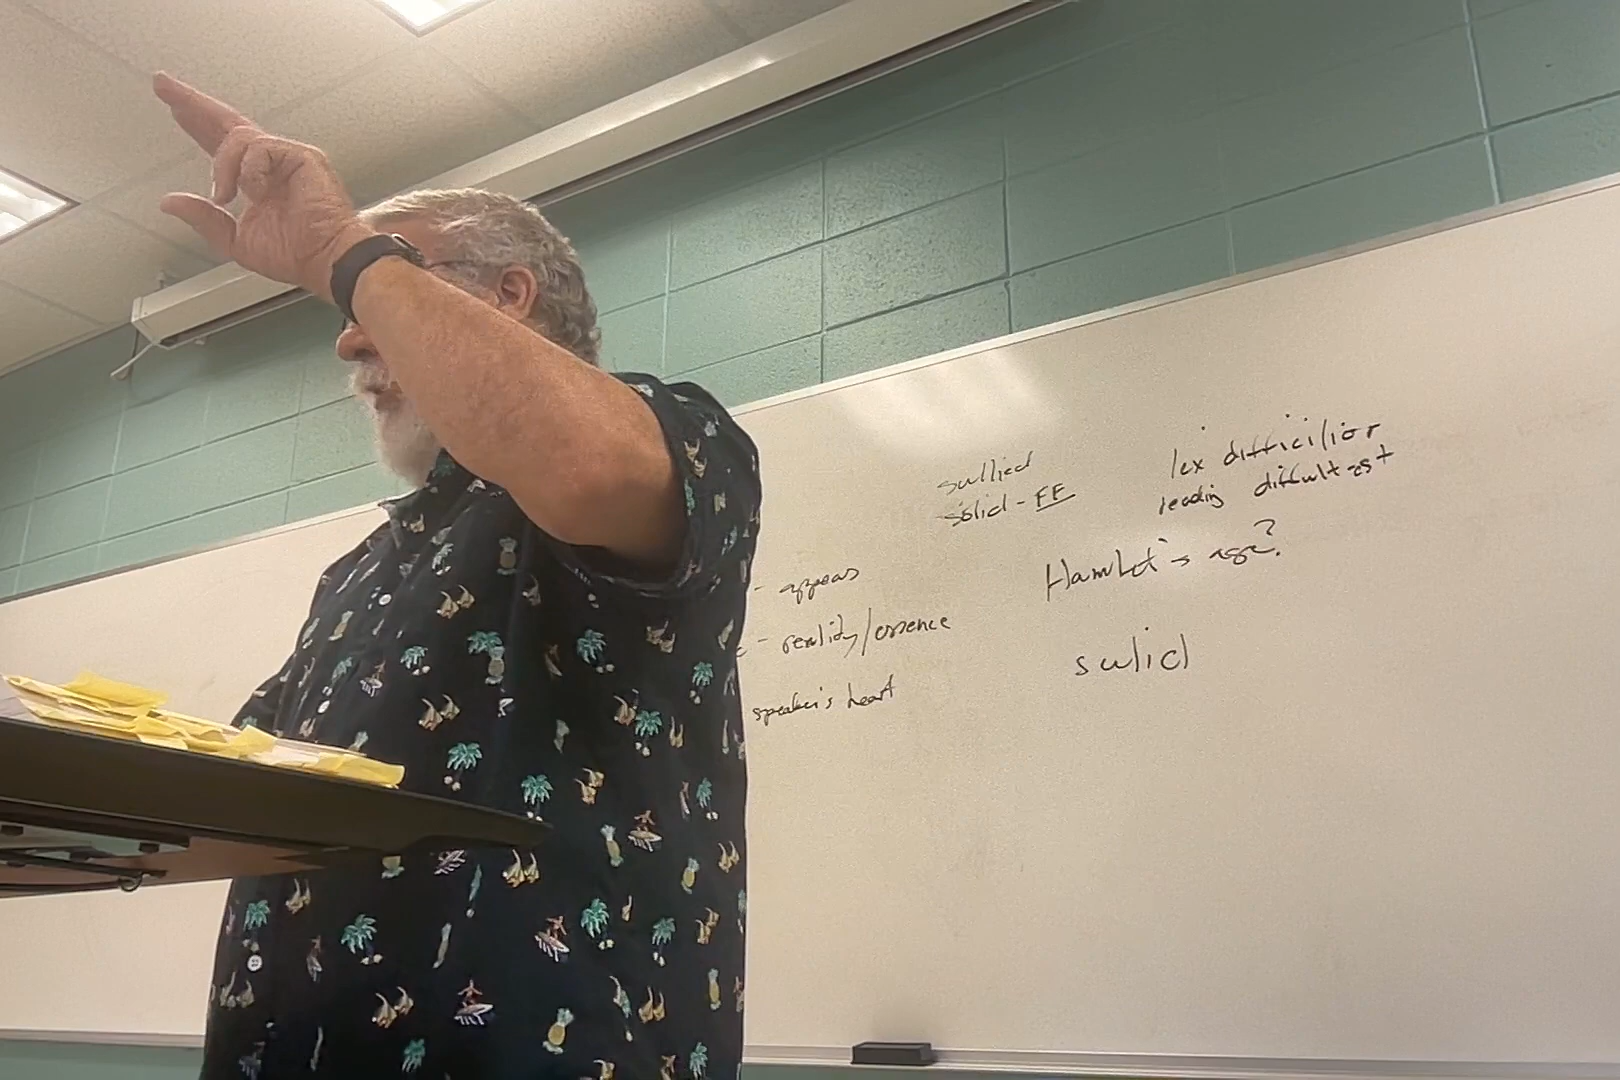 sullied
solid - FF
lex difficilior
reading difficultest
Hamlet's age?
- appears
- reality/essence
speaker's heart
sulid